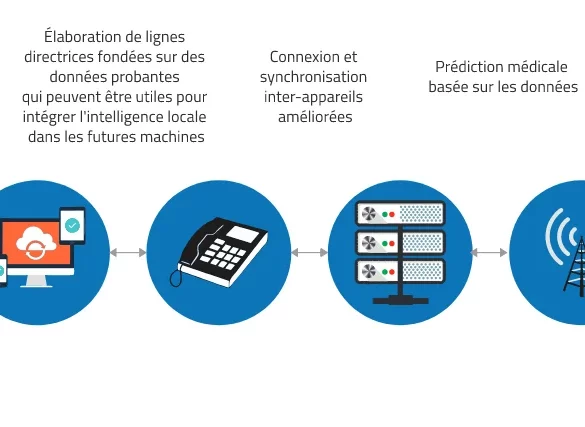 Élaboration de lignes
directrices fondées sur des
données probantes
qui peuvent être utiles pour
intégrer l'intelligence locale
dans les futures machines
Connexion et
synchronisation
inter-appareils
améliorées
Prédiction médicale
basée sur les données